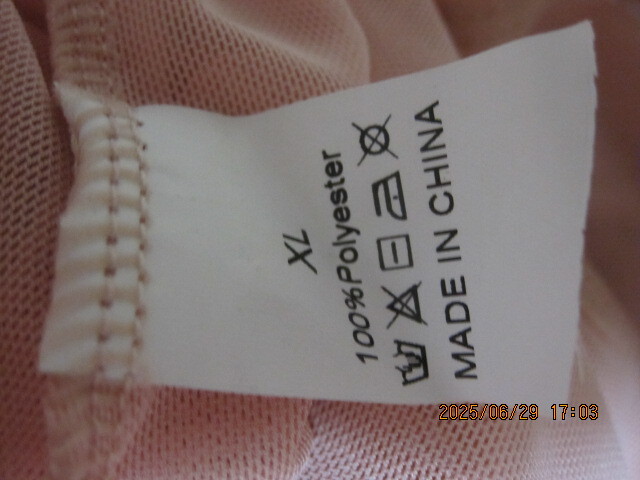 XL
100%Polyester
MADE IN CHINA
2025/06/29 17:03